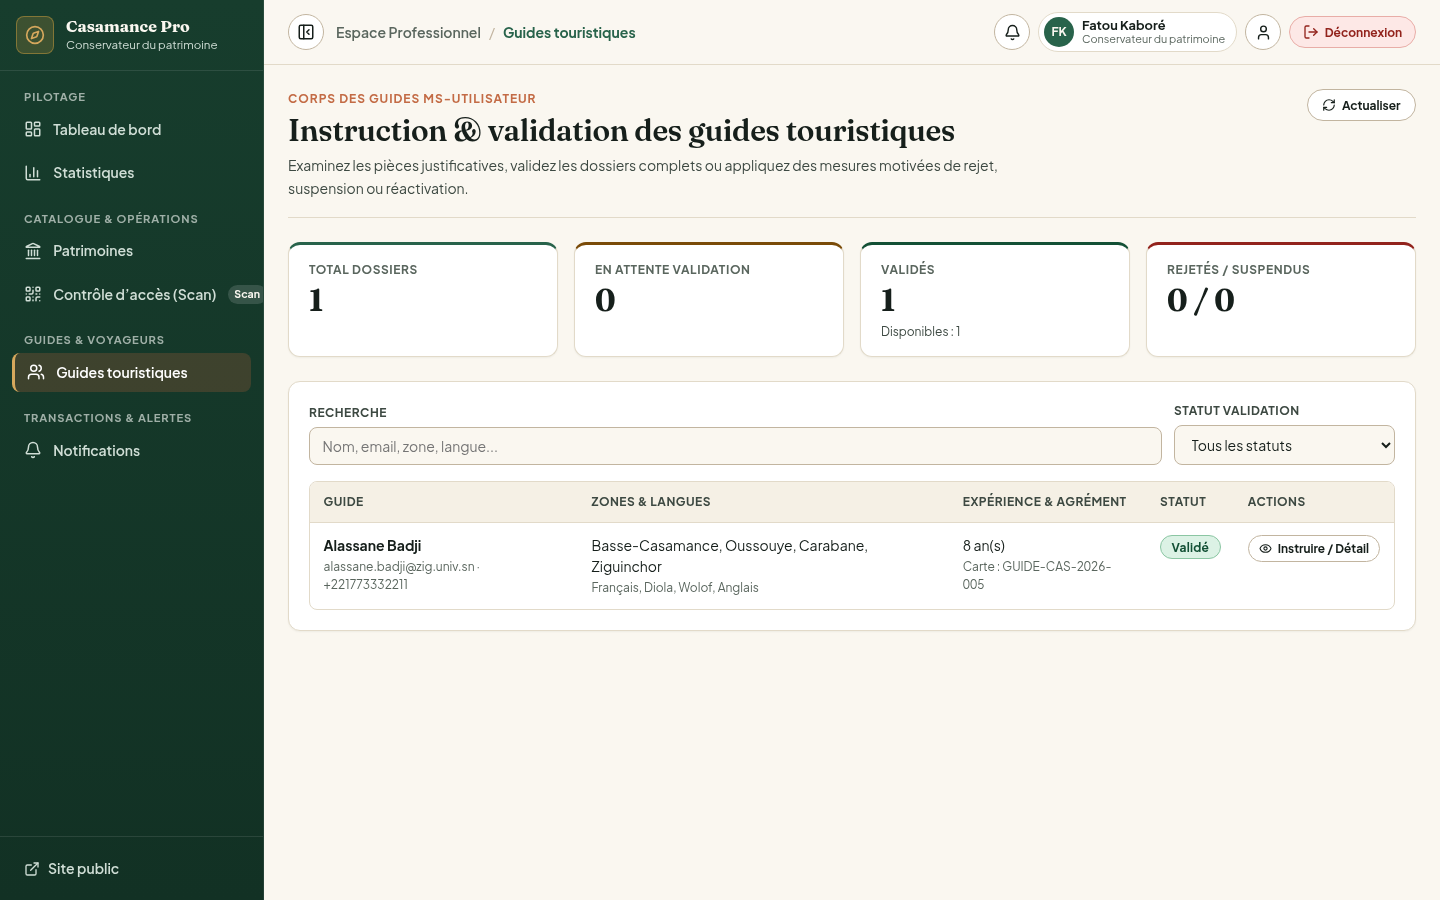 Casamance Pro
Conservateur du patrimoine
PILOTAGE
Tableau de bord
Statistiques
CATALOGUE & OPÉRATIONS
Patrimoines
Contrôle d’accès (Scan)
Scan
GUIDES & VOYAGEURS
Guides touristiques
TRANSACTIONS & ALERTES
Notifications
Site public
Espace Professionnel / Guides touristiques
FK
Fatou Kaboré
Conservateur du patrimoine
Déconnexion
CORPS DES GUIDES MS-UTILISATEUR
Instruction & validation des guides touristiques
Examinez les pièces justificatives, validez les dossiers complets ou appliquez des mesures motivées de rejet,
suspension ou réactivation.
Actualiser
TOTAL DOSSIERS
1
EN ATTENTE VALIDATION
0
VALIDÉS
1
Disponibles : 1
REJETÉS / SUSPENDUS
0 / 0
RECHERCHE
Nom, email, zone, langue...
STATUT VALIDATION
Tous les statuts
GUIDE ZONES & LANGUES EXPÉRIENCE & AGRÉMENT STATUT ACTIONS
Alassane Badji
alassane.badji@zig.univ.sn ·
+221773332211
Basse-Casamance, Oussouye, Carabane,
Ziguinchor
Français, Diola, Wolof, Anglais
8 an(s)
Carte : GUIDE-CAS-2026-
005
Validé
Instruire / Détail